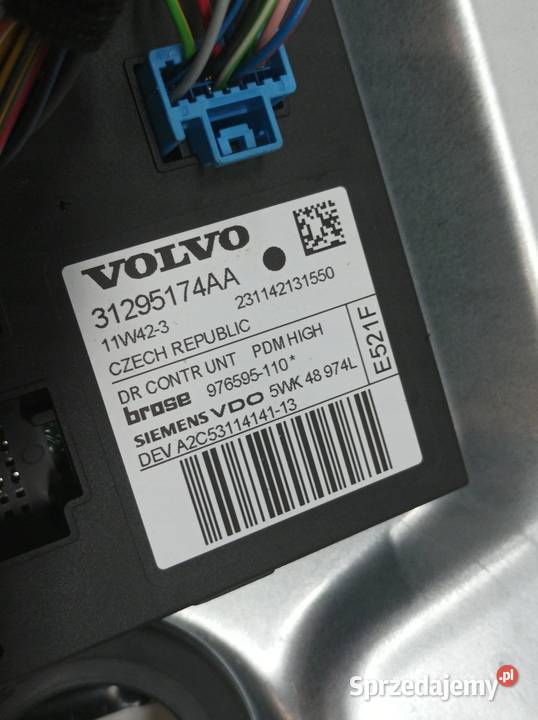 VOLVO
31295174AA
11W42-3 231142131550
CZECH REPUBLIC
DR CONTR UNT PDM HIGH
brose 976595-110*
SIEMENS VDO 5WK 48 974L
DEV A2C53114141-13
E521F
Sprzedajemy.pl